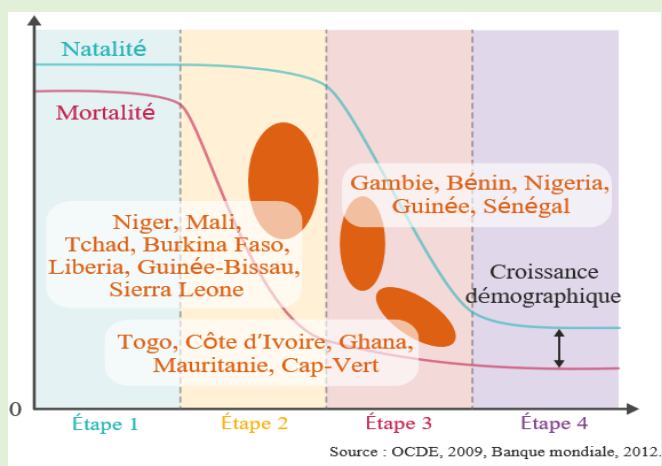 Natalité
Mortalité
Gambie, Bénin, Nigeria,
Guinée, Sénégal
Niger, Mali,
Tchad, Burkina Faso,
Liberia, Guinée-Bissau,
Sierra Leone
Croissance
démographique
Togo, Côte d'Ivoire, Ghana,
Mauritanie, Cap-Vert
0
Étape 1
Étape 2
Étape 3
Étape 4
Source : OCDE, 2009, Banque mondiale, 2012.